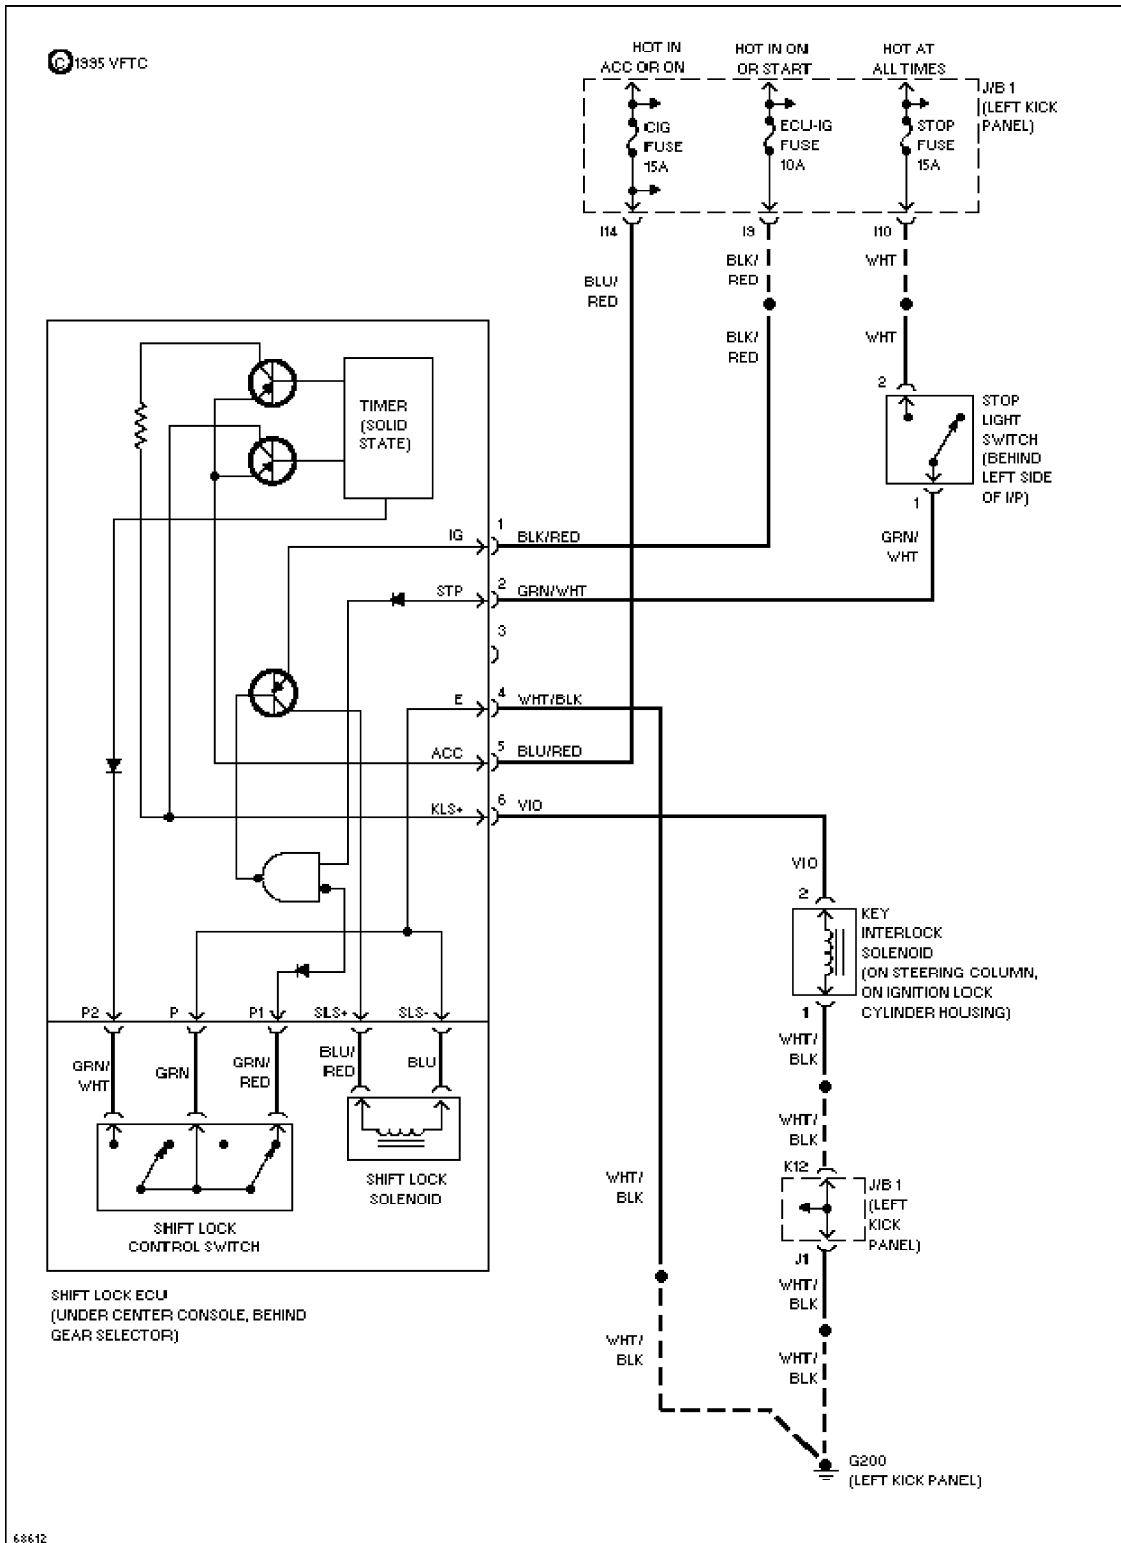 © 1995 VFTC
HOT IN
ACC OR ON
HOT IN ON
OR START
HOT AT
ALL TIMES
J/B 1
(LEFT KICK
PANEL)
CIG
FUSE
15A
ECU-IG
FUSE
10A
STOP
FUSE
15A
I14
I9
I10
BLU/
RED
BLK/
RED
WHT
BLK/
RED
WHT
2
STOP
LIGHT
SWITCH
(BEHIND
LEFT SIDE
OF I/P)
1
GRN/
WHT
TIMER
(SOLID
STATE)
IG
1
BLK/RED
STP
2
GRN/WHT
3
E
4
WHT/BLK
ACC
5
BLU/RED
KLS+
6
VIO
VIO
2
KEY
INTERLOCK
SOLENOID
(ON STEERING COLUMN,
ON IGNITION LOCK
CYLINDER HOUSING)
1
WHT/
BLK
WHT/
BLK
K12
J/B 1
(LEFT
KICK
PANEL)
J1
WHT/
BLK
WHT/
BLK
P2
P
P1
SLS+
SLS-
GRN/
WHT
GRN
GRN/
RED
BLU/
RED
BLU
SHIFT LOCK
SOLENOID
SHIFT LOCK
CONTROL SWITCH
WHT/
BLK
SHIFT LOCK ECU
(UNDER CENTER CONSOLE, BEHIND
GEAR SELECTOR)
WHT/
BLK
G200
(LEFT KICK PANEL)
68612